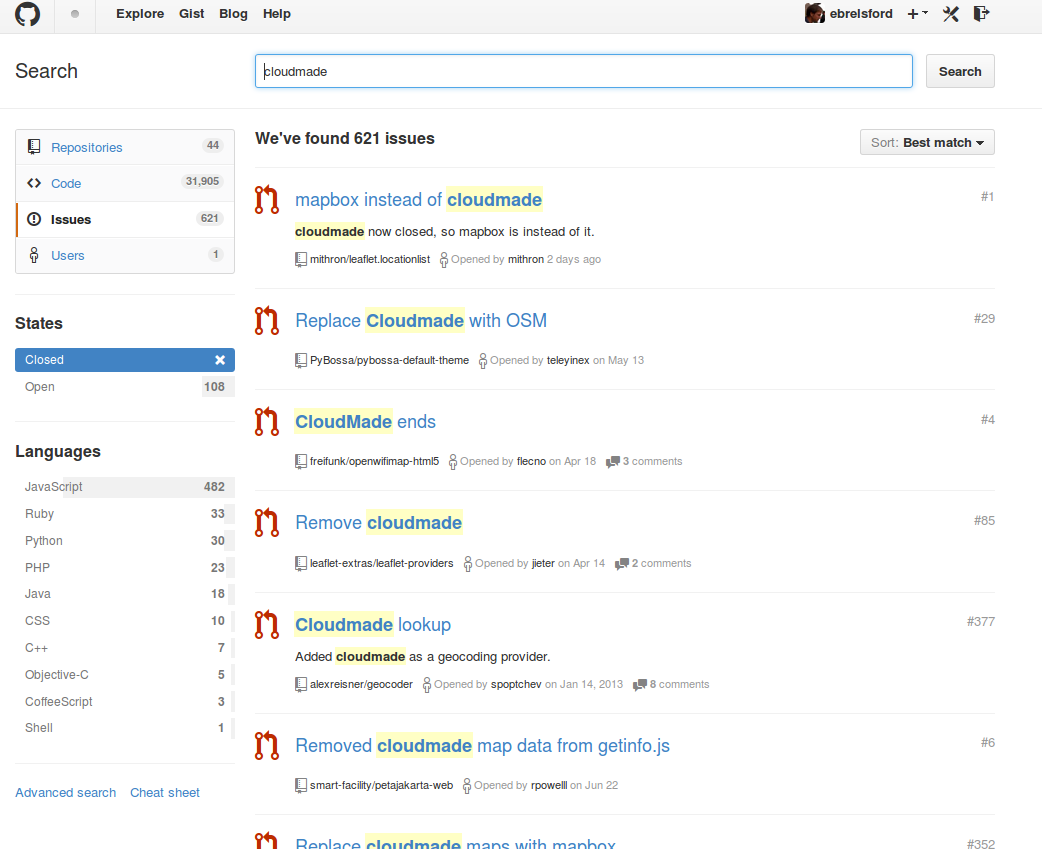 Explore Gist Blog Help ebrelsford
Search cloudmade Search
Repositories 44
Code 31,905
Issues 621
Users 1
States
Closed
Open 108
Languages
JavaScript 482
Ruby 33
Python 30
PHP 23
Java 18
CSS 10
C++ 7
Objective-C 5
CoffeeScript 3
Shell 1
Advanced search Cheat sheet
We've found 621 issues Sort: Best match
mapbox instead of cloudmade #1
cloudmade now closed, so mapbox is instead of it.
mithron/leaflet.locationlist Opened by mithron 2 days ago
Replace Cloudmade with OSM #29
PyBossa/pybossa-default-theme Opened by teleyinex on May 13
CloudMade ends #4
freifunk/openwifimap-html5 Opened by flecno on Apr 18 3 comments
Remove cloudmade #85
leaflet-extras/leaflet-providers Opened by jieter on Apr 14 2 comments
Cloudmade lookup #377
Added cloudmade as a geocoding provider.
alexreisner/geocoder Opened by spoptchev on Jan 14, 2013 8 comments
Removed cloudmade map data from getinfo.js #6
smart-facility/petajakarta-web Opened by rpowelll on Jun 22
Replace cloudmade maps with mapbox #352